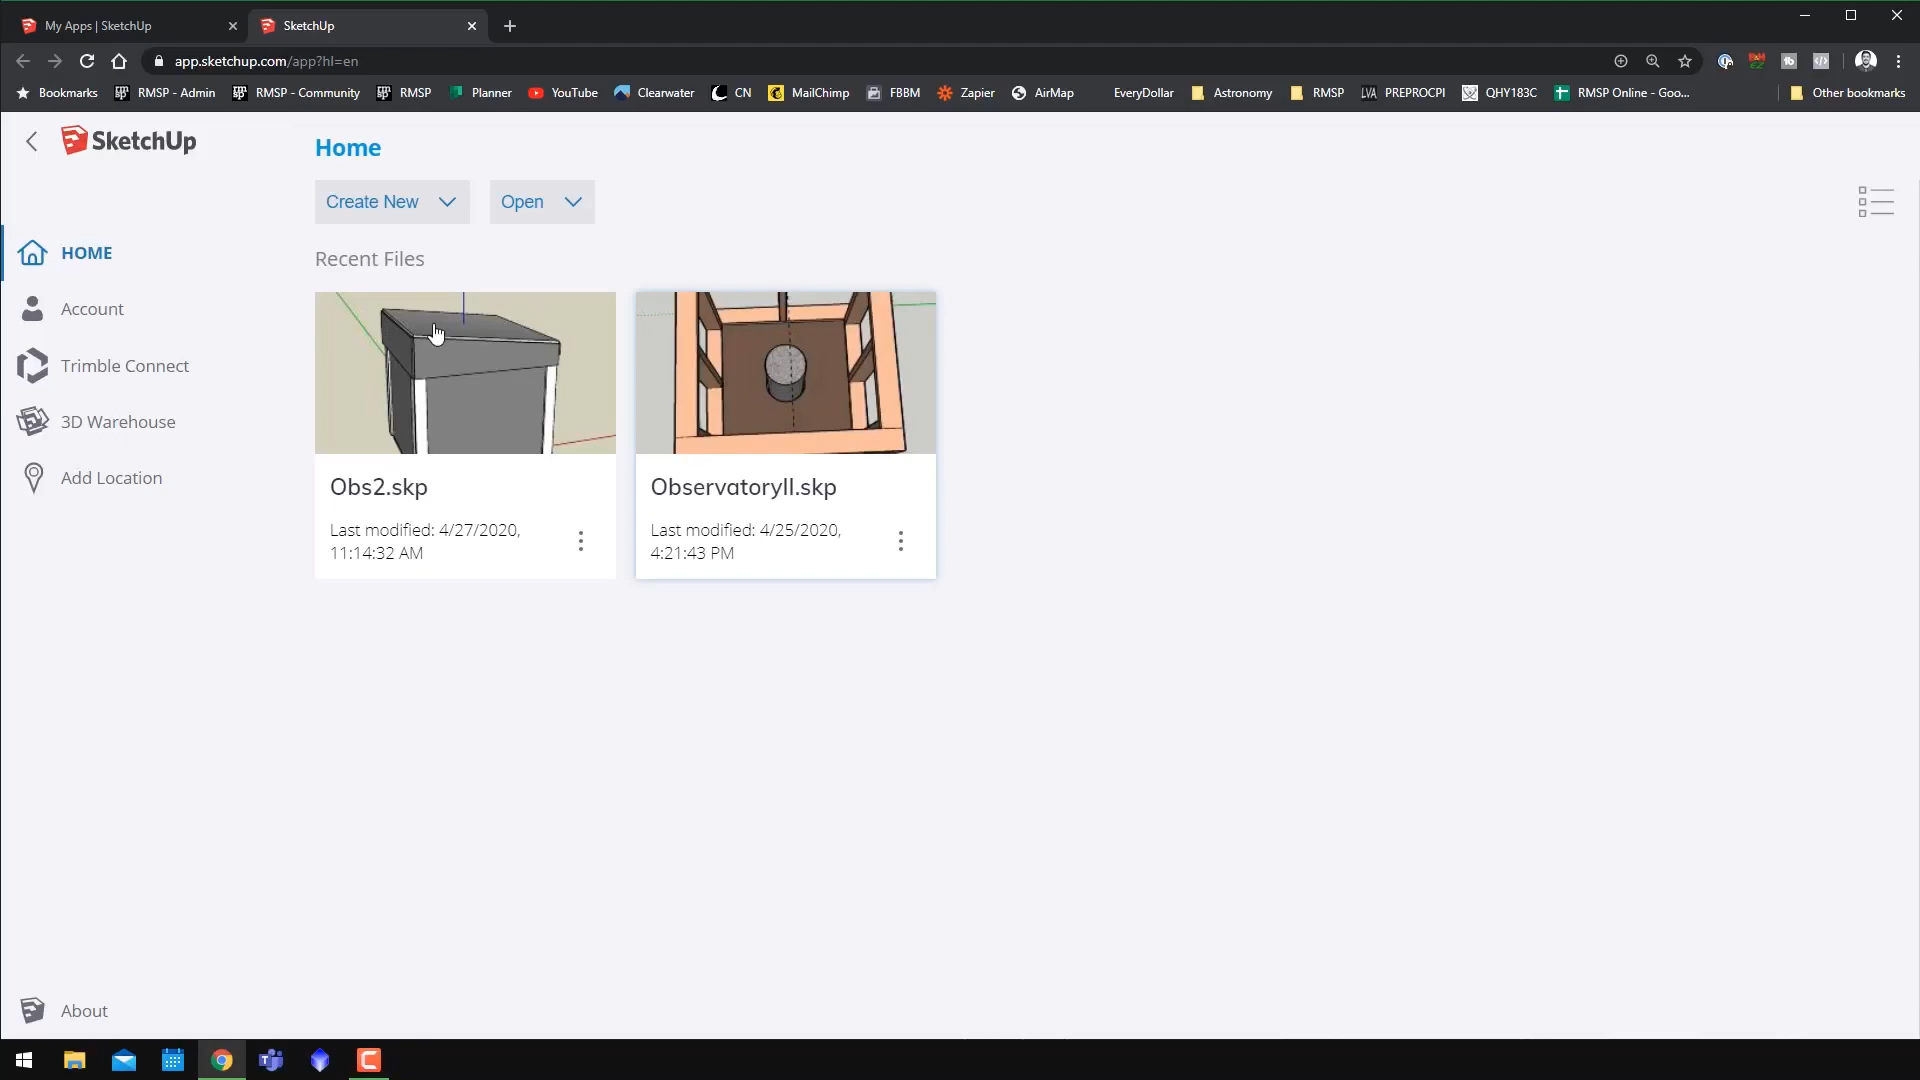 My Apps | SketchUp
SketchUp
app.sketchup.com/app?hl=en
Bookmarks
RMSP - Admin
RMSP - Community
RMSP
Planner
YouTube
Clearwater
CN
MailChimp
FBBM
Zapier
AirMap
EveryDollar
Astronomy
RMSP
LVA PREPROCPI
QHY183C
RMSP Online - Goo...
Other bookmarks
SketchUp
Home
Create New
Open
HOME
Recent Files
Account
Trimble Connect
3D Warehouse
Add Location
Obs2.skp
Last modified: 4/27/2020,
11:14:32 AM
ObservatoryII.skp
Last modified: 4/25/2020,
4:21:43 PM
About